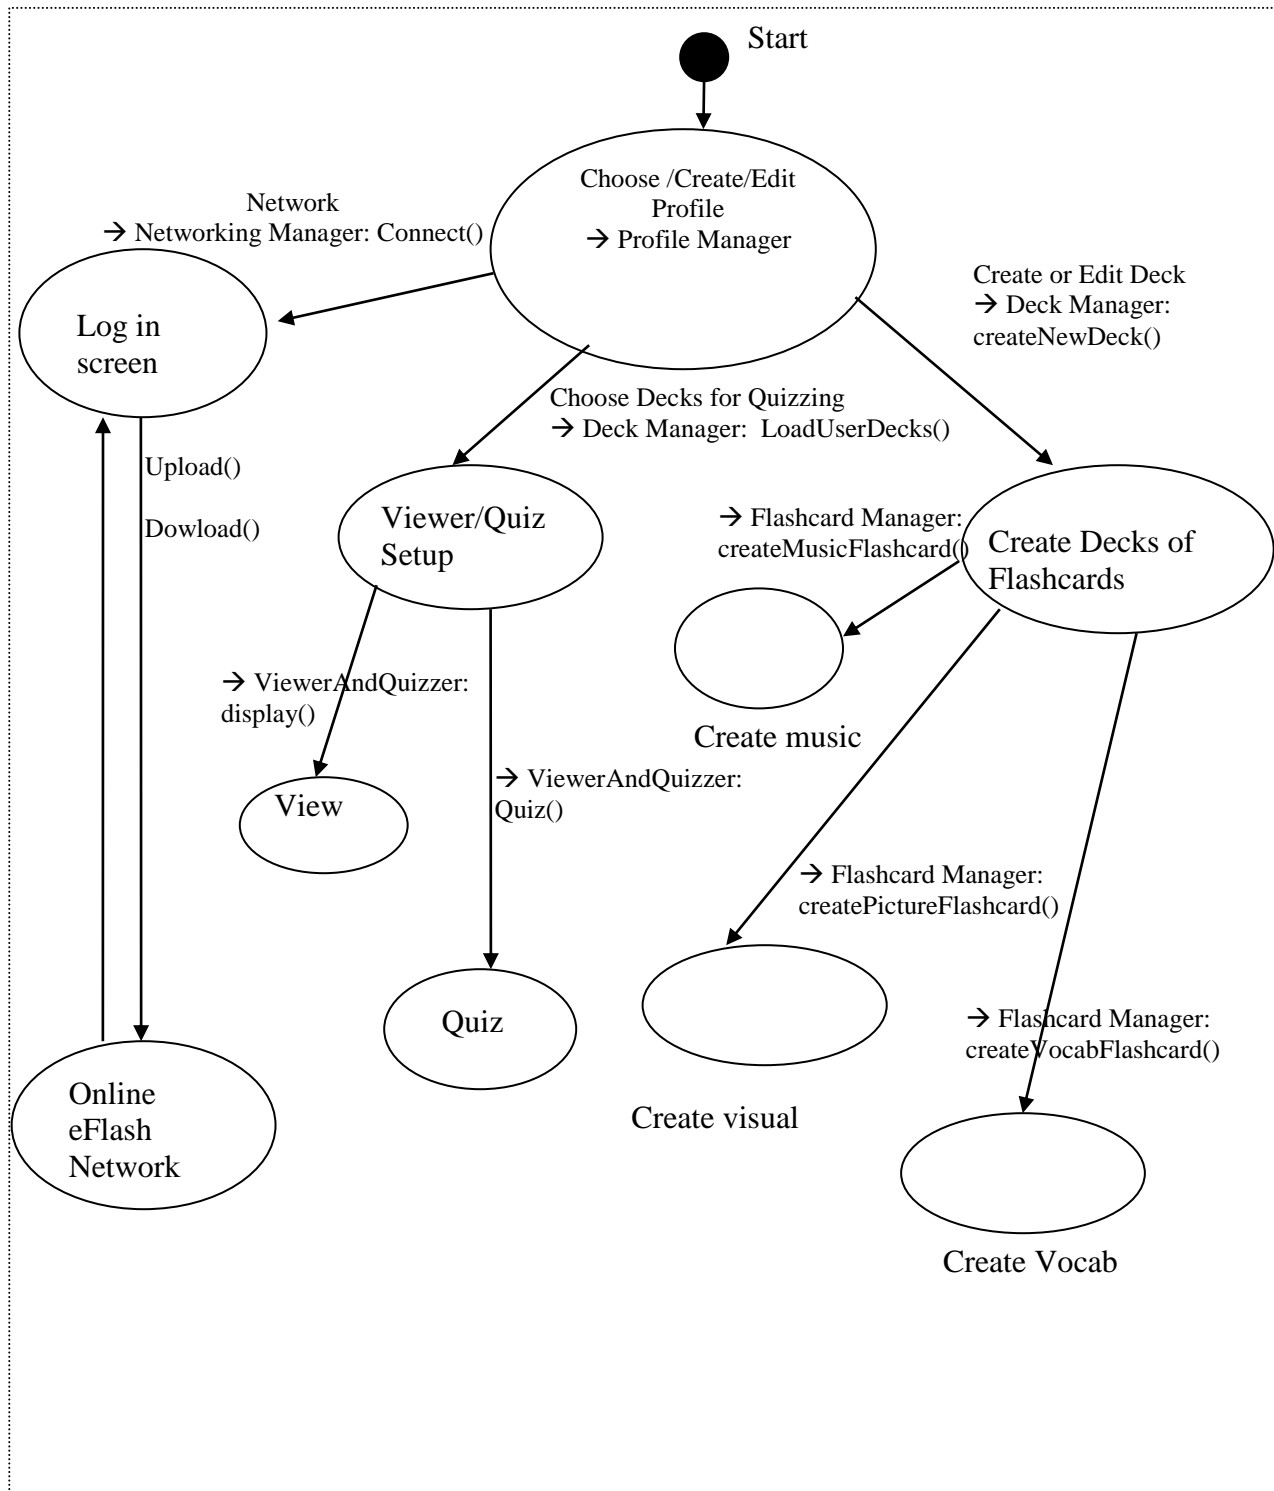 Start
Choose /Create/Edit
Profile
→ Profile Manager
Network
→ Networking Manager: Connect()
Create or Edit Deck
→ Deck Manager:
createNewDeck()
Log in
screen
Choose Decks for Quizzing
→ Deck Manager:  LoadUserDecks()
Upload()
Dowload()
Viewer/Quiz
Setup
→ Flashcard Manager:
createMusicFlashcard()
Create Decks of
Flashcards
→ ViewerAndQuizzer:
display()
Create music
View
→ ViewerAndQuizzer:
Quiz()
→ Flashcard Manager:
createPictureFlashcard()
Quiz
→ Flashcard Manager:
createVocabFlashcard()
Online
eFlash
Network
Create visual
Create Vocab